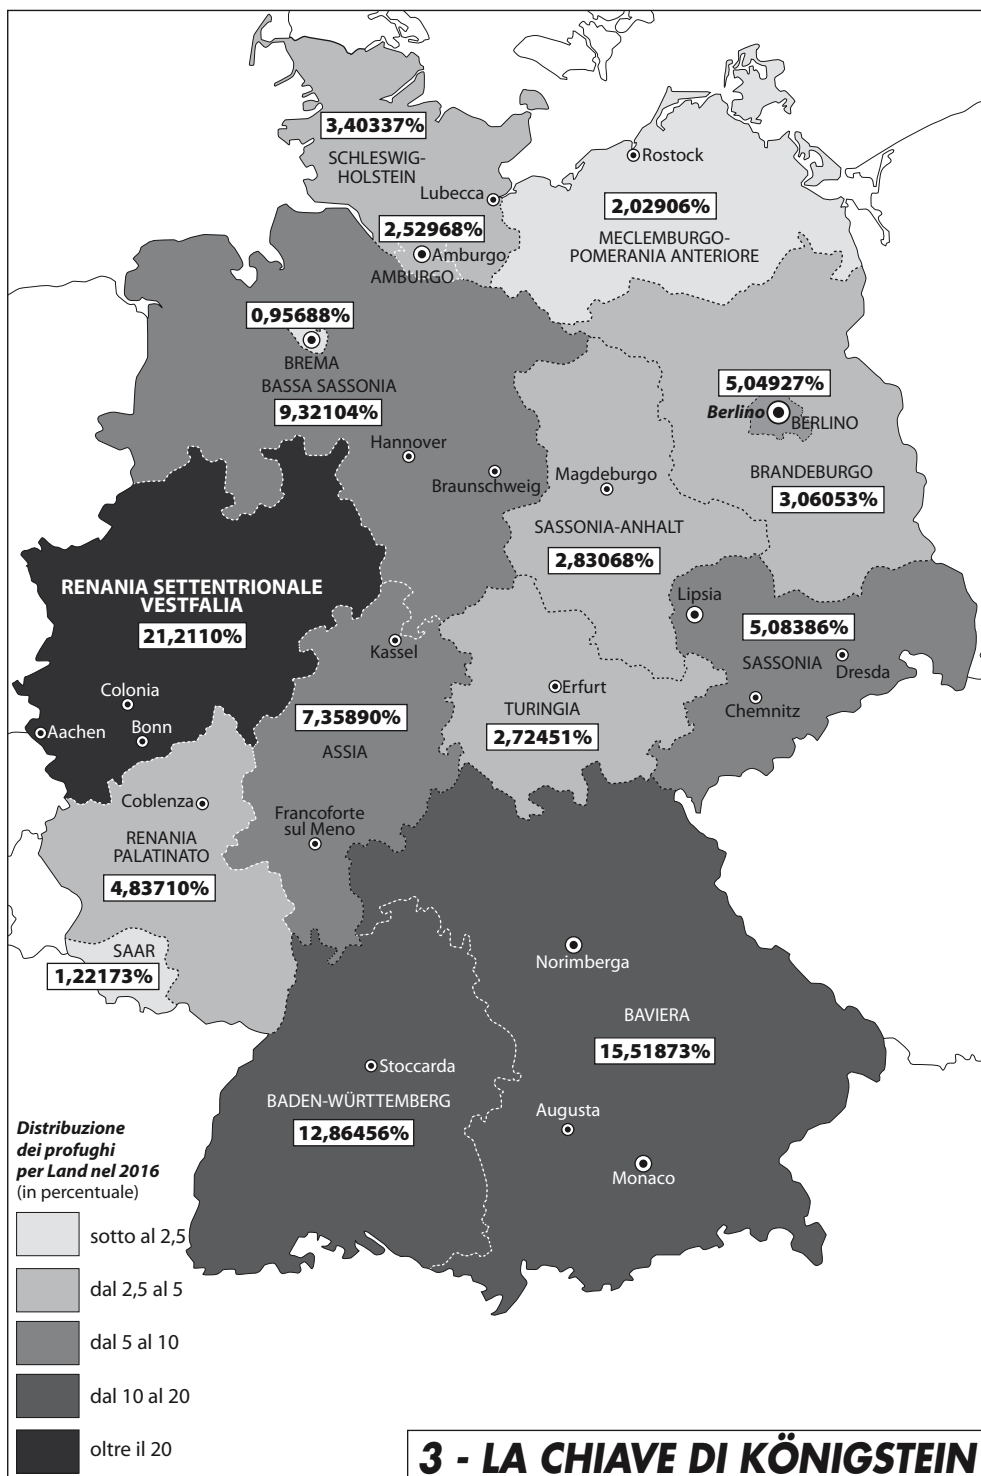 3,40337%
SCHLESWIG-
HOLSTEIN
Lubecca
Rostock
2,02906%
MECLEMBURGO-
POMERANIA ANTERIORE
2,52968%
Amburgo
AMBURGO
0,95688%
BREMA
BASSA SASSONIA
9,32104%
Hannover
Braunschweig
5,04927%
Berlino
BERLINO
BRANDEBURGO
3,06053%
Magdeburgo
SASSONIA-ANHALT
2,83068%
RENANIA SETTENTRIONALE
VESTFALIA
21,2110%
Colonia
Aachen
Bonn
Kassel
7,35890%
ASSIA
Francoforte
sul Meno
Erfurt
TURINGIA
2,72451%
Lipsia
5,08386%
SASSONIA
Dresda
Chemnitz
Coblenza
RENANIA
PALATINATO
4,83710%
SAAR
1,22173%
Norimberga
BAVIERA
15,51873%
Stoccarda
BADEN-WÜRTTEMBERG
12,86456%
Augusta
Monaco
Distribuzione
dei profughi
per Land nel 2016
(in percentuale)
sotto al 2,5
dal 2,5 al 5
dal 5 al 10
dal 10 al 20
oltre il 20
3 - LA CHIAVE DI KÖNIGSTEIN